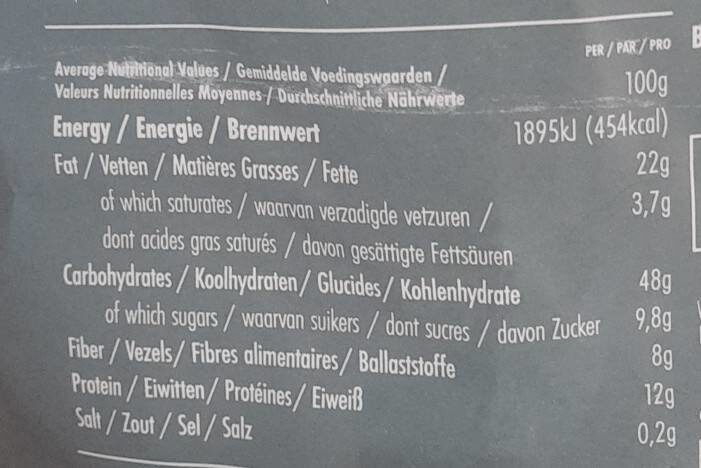 PER / PAR / PRO
Average Nutritional Values / Gemiddelde Voedingswaarden / 100g
Valeurs Nutritionnelles Moyennes / Durchschnittliche Nährwerte
Energy / Energie / Brennwert 1895kJ (454kcal)
Fat / Vetten / Matières Grasses / Fette 22g
of which saturates / waarvan verzadigde vetzuren / 3,7g
dont acides gras saturés / davon gesättigte Fettsäuren
Carbohydrates / Koolhydraten / Glucides / Kohlenhydrate 48g
of which sugars / waarvan suikers / dont sucres / davon Zucker 9,8g
Fiber / Vezels / Fibres alimentaires / Ballaststoffe 8g
Protein / Eiwitten / Protéines / Eiweiß 12g
Salt / Zout / Sel / Salz 0,2g